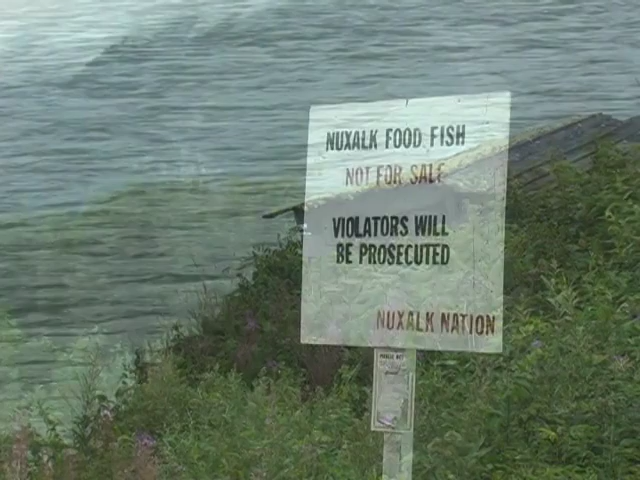 NUXALK FOOD FISH
NOT FOR SALE
VIOLATORS WILL
BE PROSECUTED
NUXALK NATION